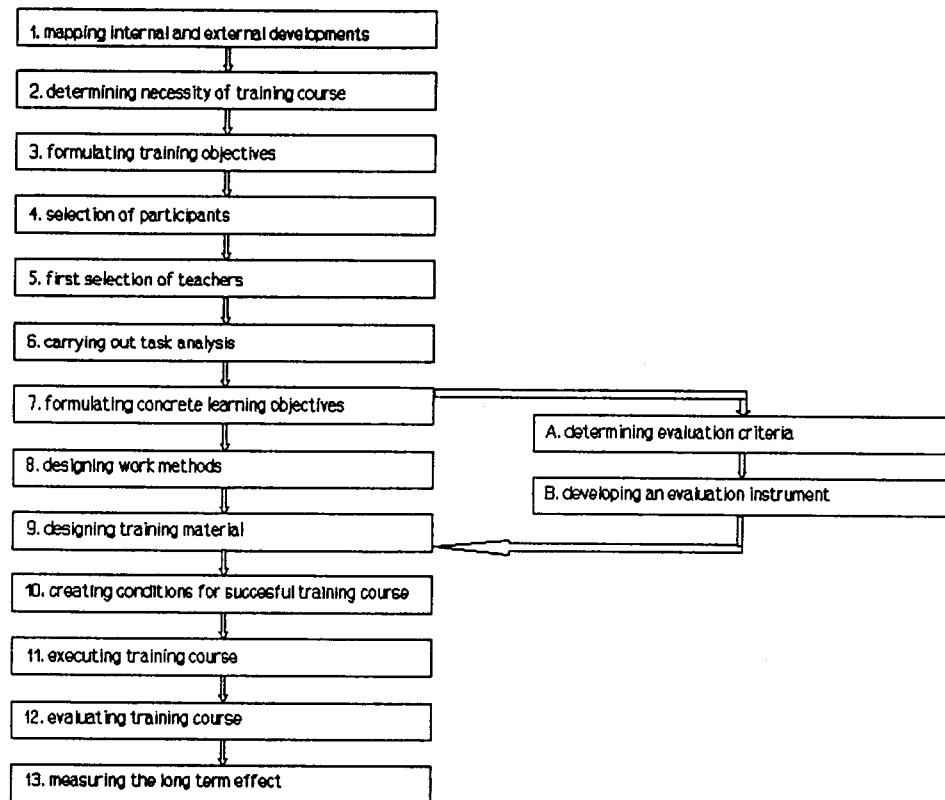 1. mapping internal and external developments
2. determining necessity of training course
3. formulating training objectives
4. selection of participants
5. first selection of teachers
6. carrying out task analysis
7. formulating concrete learning objectives
A. determining evaluation criteria
8. designing work methods
B. developing an evaluation instrument
9. designing training material
10. creating conditions for succesful training course
11. executing training course
12. evaluating training course
13. measuring the long term effect